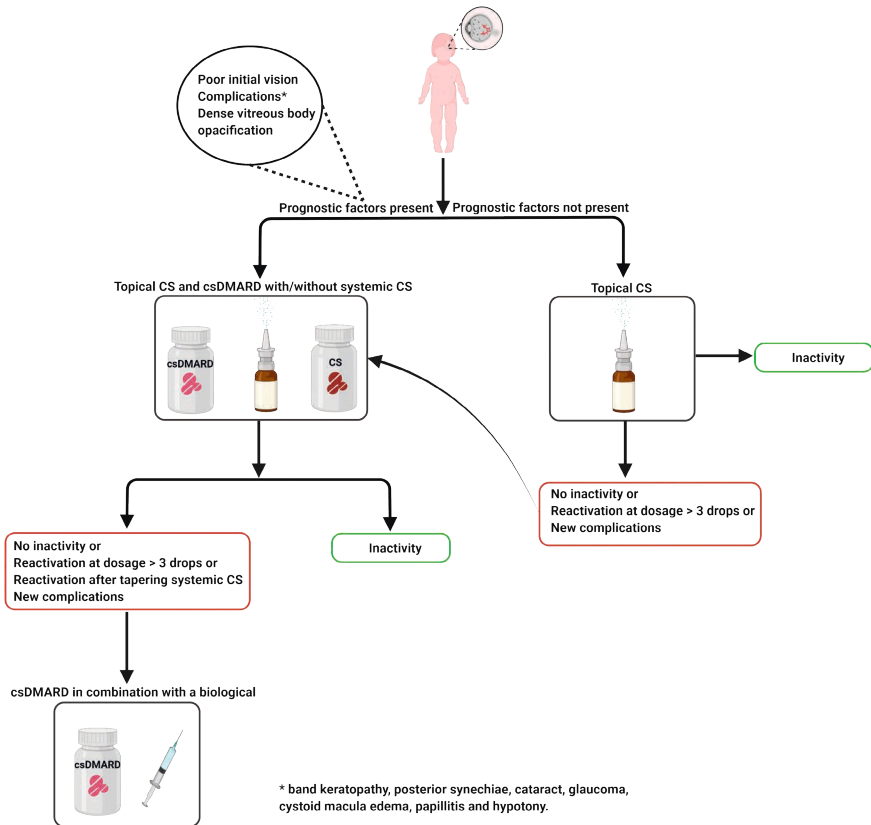 Poor initial vision
Complications*
Dense vitreous body
opacification
Prognostic factors present
Prognostic factors not present
Topical CS and csDMARD with/without systemic CS
Topical CS
csDMARD
CS
Inactivity
No inactivity or
Reactivation at dosage > 3 drops or
New complications
Inactivity
No inactivity or
Reactivation at dosage > 3 drops or
Reactivation after tapering systemic CS
New complications
csDMARD in combination with a biological
csDMARD
* band keratopathy, posterior synechiae, cataract, glaucoma,
cystoid macula edema, papillitis and hypotony.